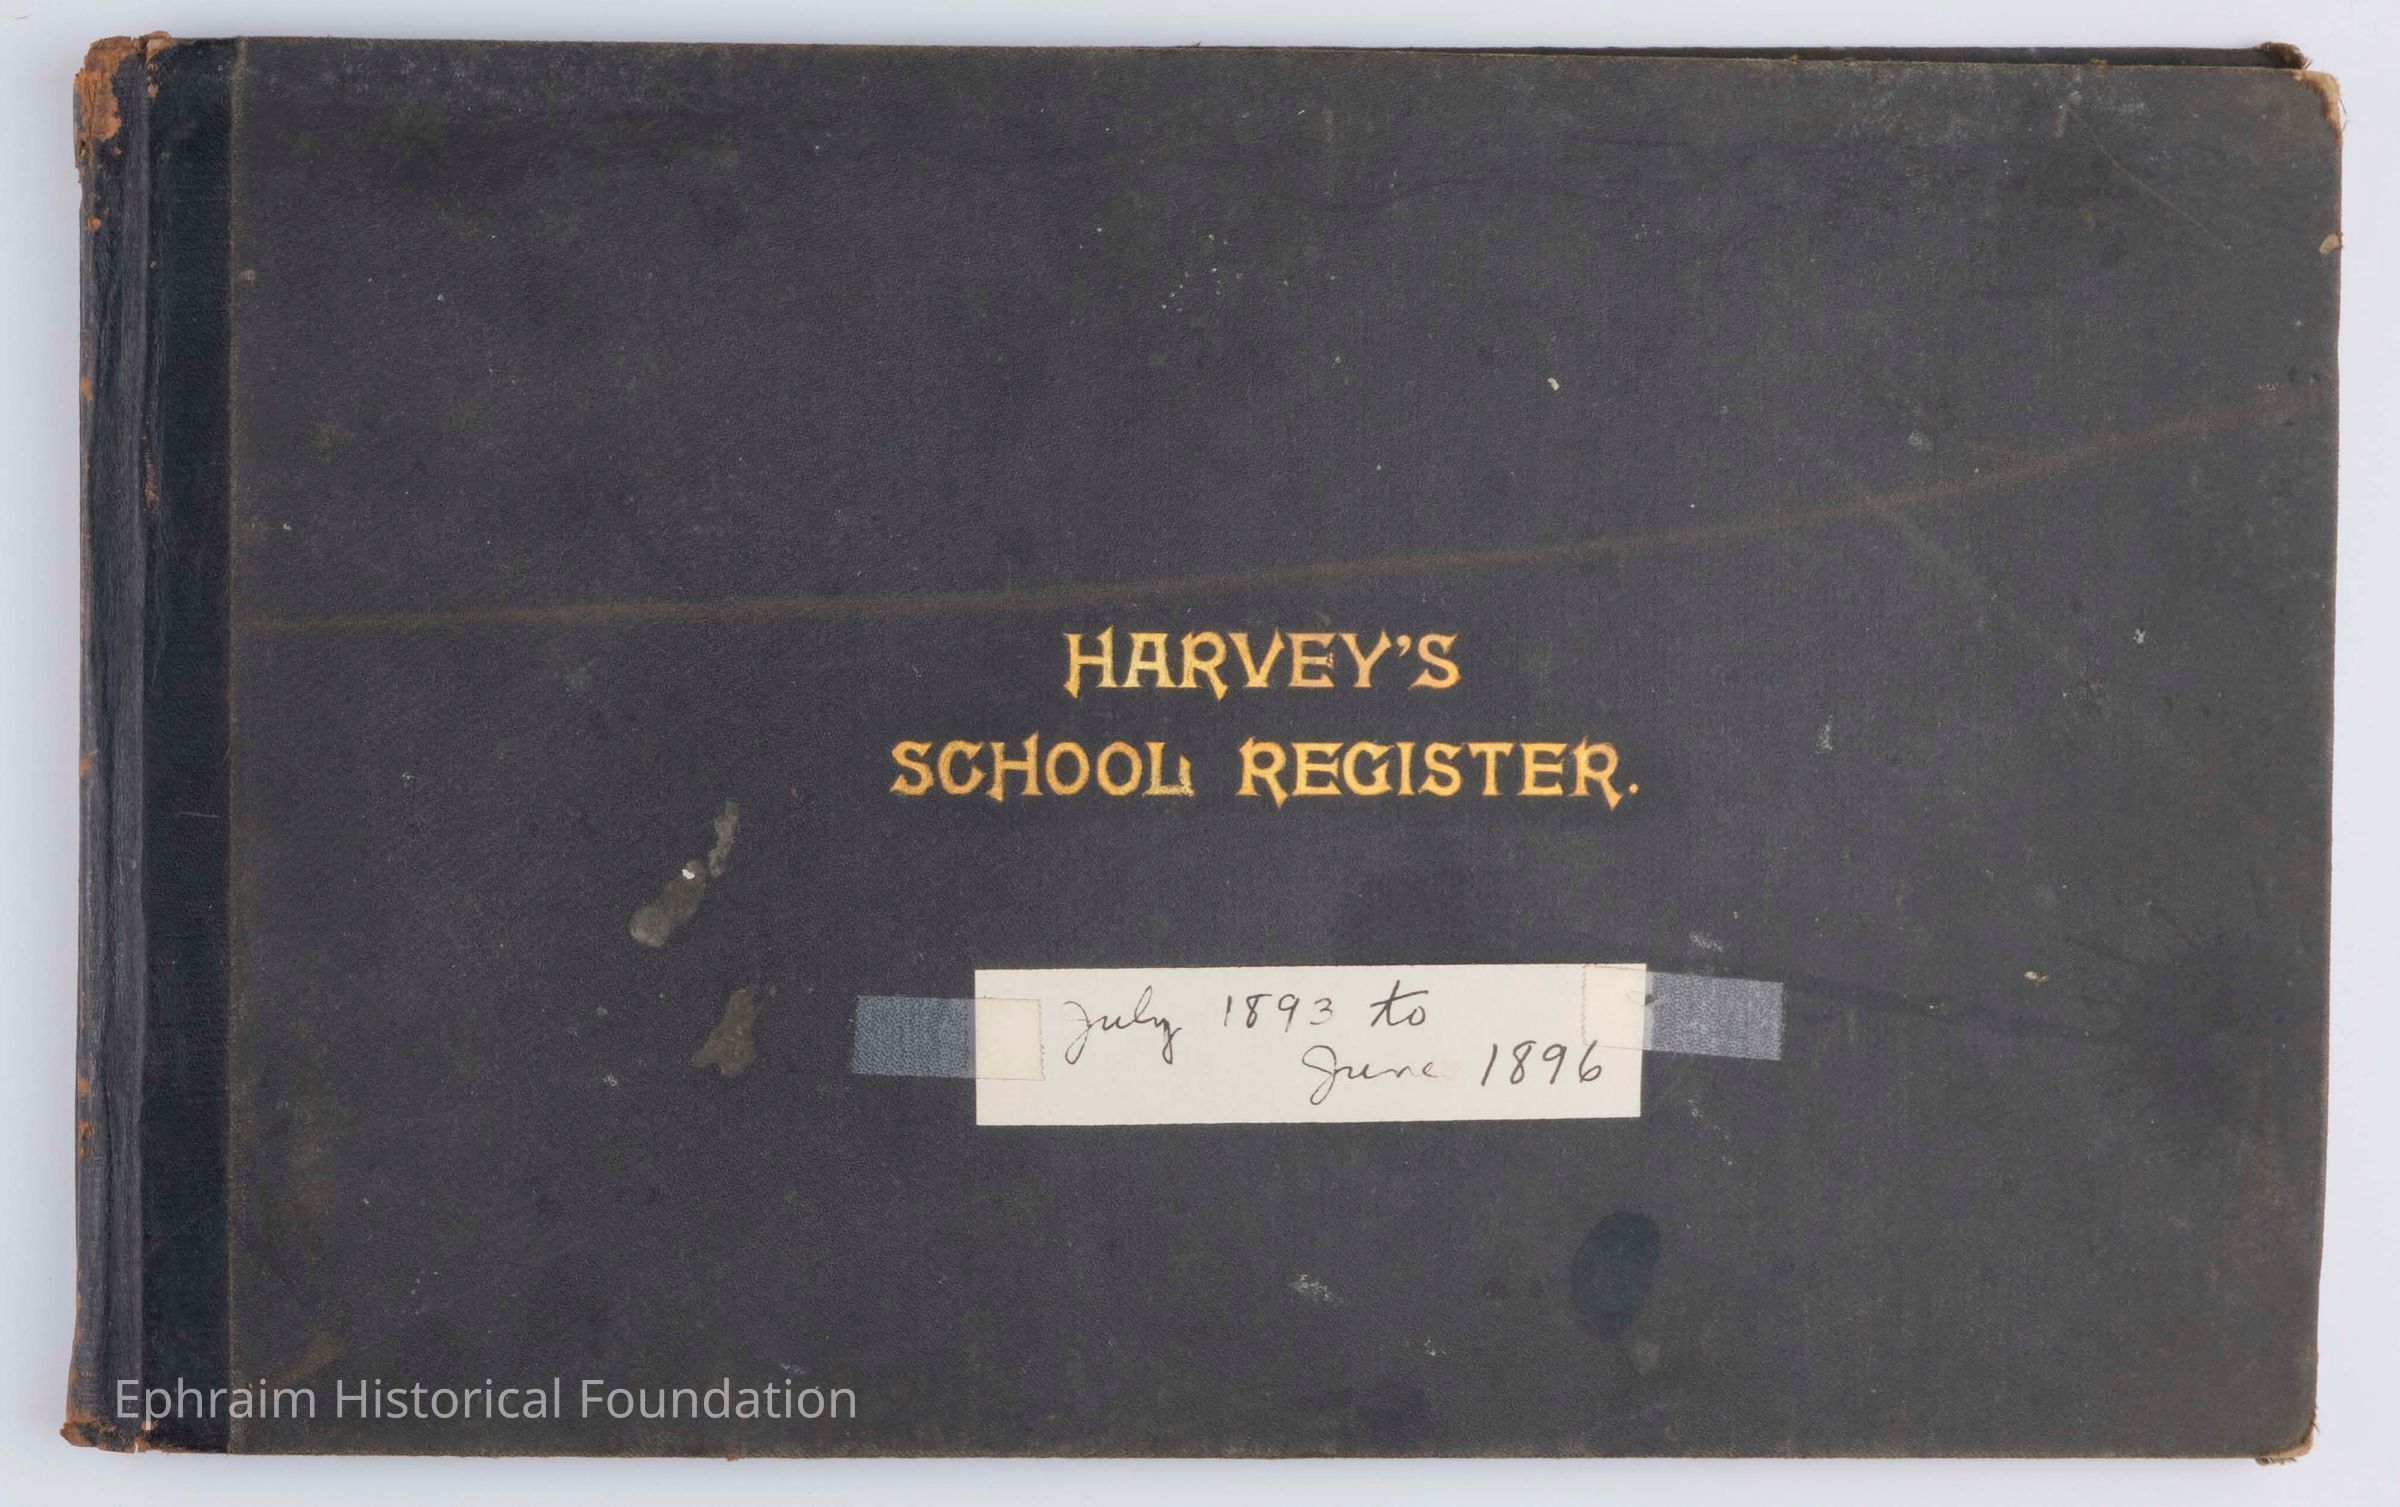 HARVEY'S
SCHOOL REGISTER.
July 1893 to
June 1896
Ephraim Historical Foundation